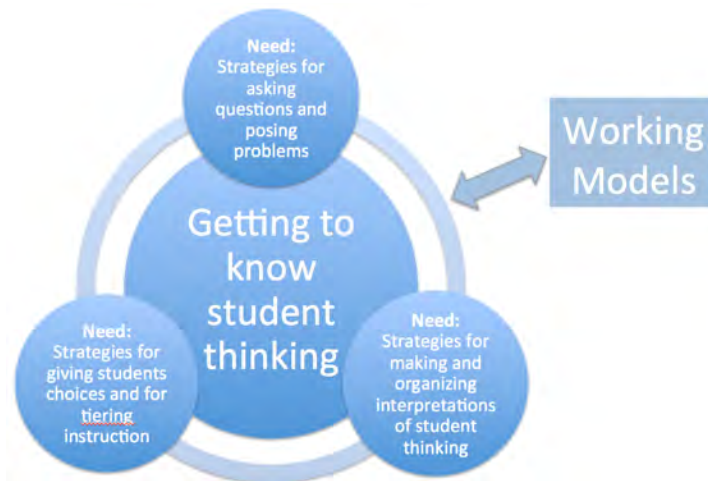 Need:
Strategies for
asking
questions and
posing
problems
Working
Models
Getting to
know
student
thinking
Need:
Strategies for
giving students
choices and for
tiering
instruction
Need:
Strategies for
making and
organizing
interpretations
of student
thinking